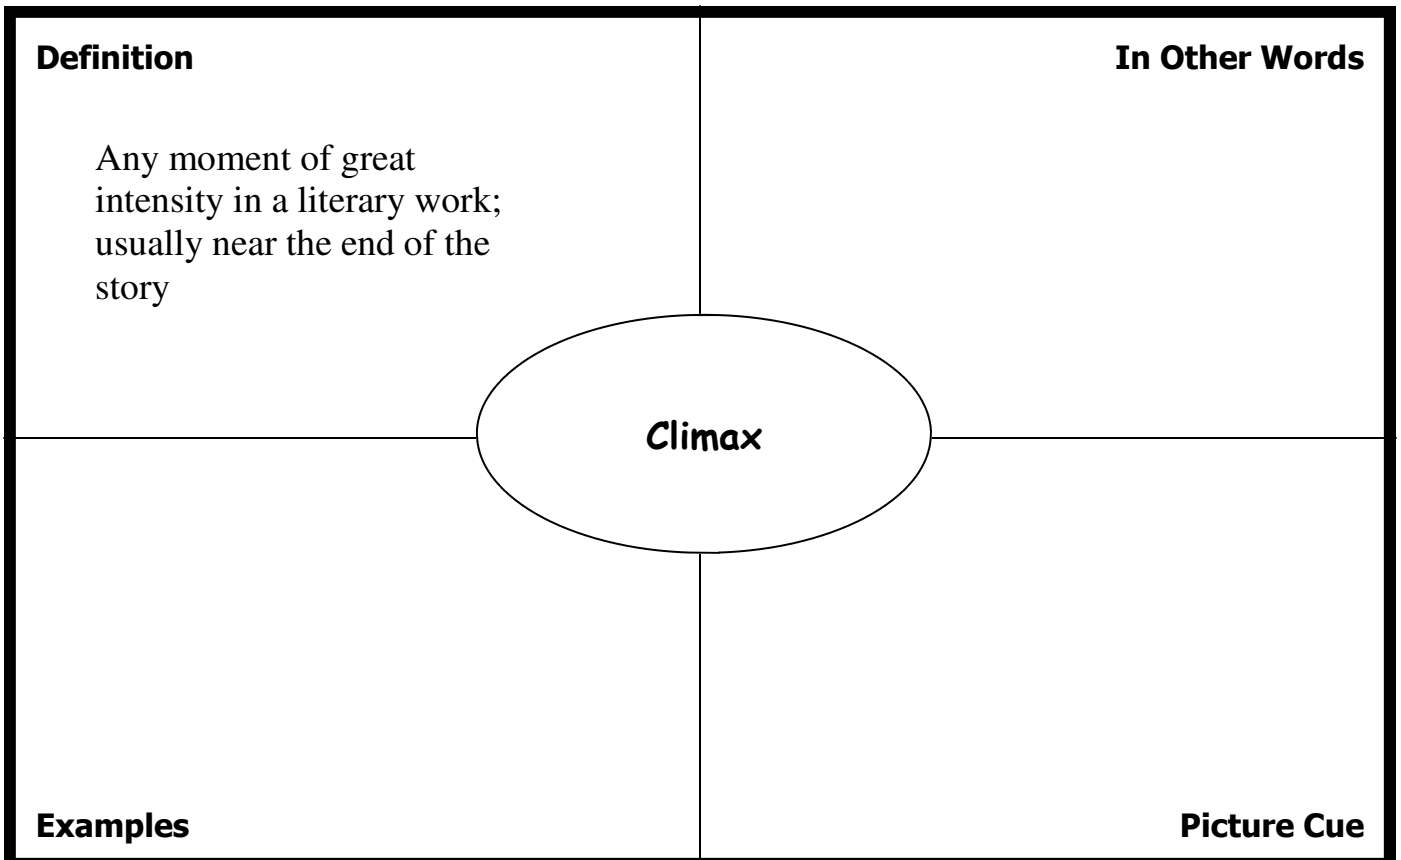 Definition
In Other Words
Any moment of great
intensity in a literary work;
usually near the end of the
story
Climax
Examples
Picture Cue